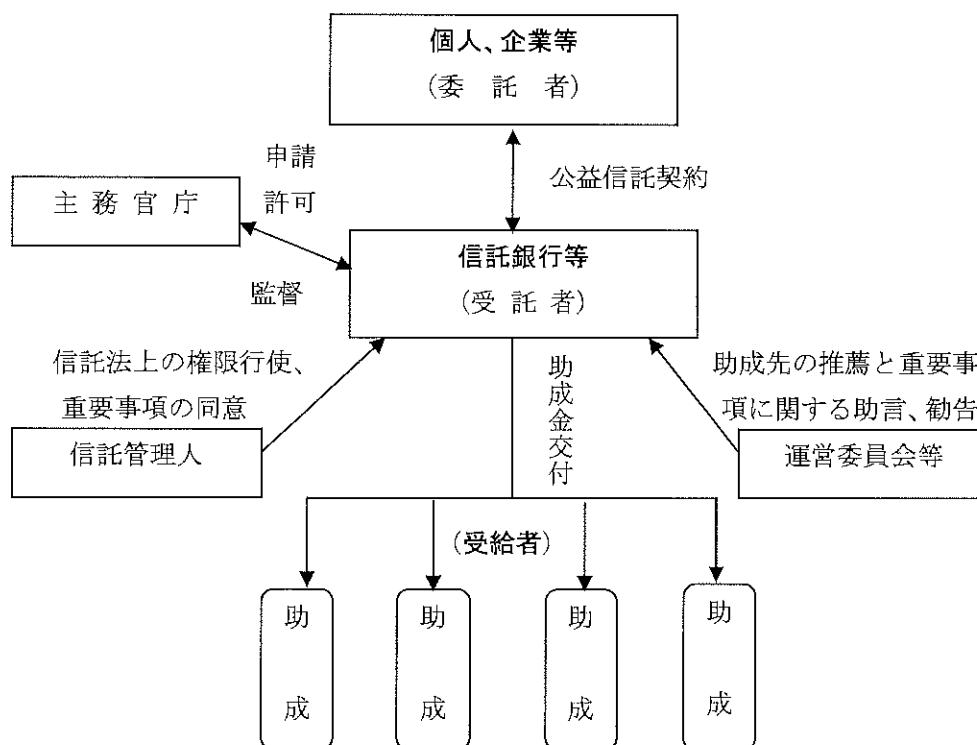 個人、企業等
(委 託 者)
申請
許可
公益信託契約
主 務 官 庁
信託銀行等
(受 託 者)
監督
信託法上の権限行使、
重要事項の同意
助成金交付
助成先の推薦と重要事
項に関する助言、勧告
信託管理人
運営委員会等
(受給者)
助成
助成
助成
助成